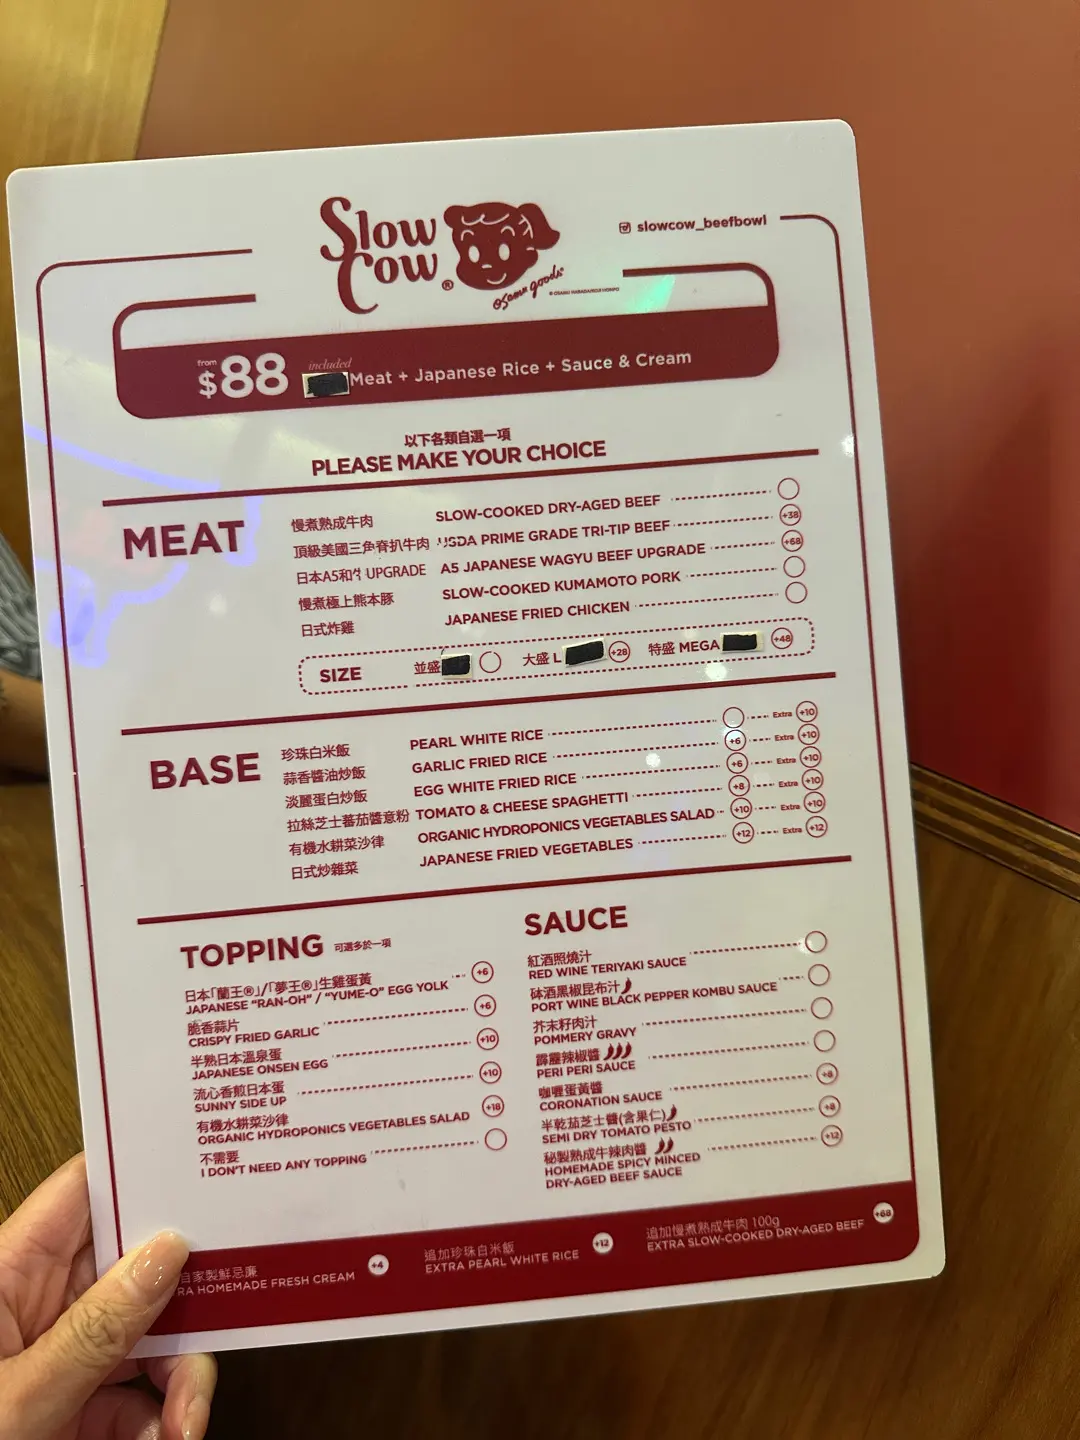 Slow
Cow®
osamu goods®
© OSAMU HARADA/KOJI HOMPO
slowcow_beefbowl
from
$88
included
Meat + Japanese Rice + Sauce & Cream
以下各類自選一項
PLEASE MAKE YOUR CHOICE
MEAT
慢煮熟成牛肉 SLOW-COOKED DRY-AGED BEEF
頂級美國三角脊扒牛肉 USDA PRIME GRADE TRI-TIP BEEF +38
日本A5和牛 UPGRADE A5 JAPANESE WAGYU BEEF UPGRADE +68
慢煮極上熊本豚 SLOW-COOKED KUMAMOTO PORK
日式炸雞 JAPANESE FRIED CHICKEN
SIZE 並盛 大盛 L +28 特盛 MEGA +48
BASE
珍珠白米飯 PEARL WHITE RICE Extra +10
蒜香醬油炒飯 GARLIC FRIED RICE +6 Extra +10
淡麗蛋白炒飯 EGG WHITE FRIED RICE +6 Extra +10
拉絲芝士蕃茄醬意粉 TOMATO & CHEESE SPAGHETTI +8 Extra +10
有機水耕菜沙律 ORGANIC HYDROPONICS VEGETABLES SALAD +10 Extra +10
日式炒雜菜 JAPANESE FRIED VEGETABLES +12 Extra +12
TOPPING 可選多於一項
日本「蘭王®」/「夢王®」生雞蛋黃
JAPANESE "RAN-OH" / "YUME-O" EGG YOLK +6
脆香蒜片
CRISPY FRIED GARLIC +6
半熟日本溫泉蛋
JAPANESE ONSEN EGG +10
流心香煎日本蛋
SUNNY SIDE UP +10
有機水耕菜沙律
ORGANIC HYDROPONICS VEGETABLES SALAD +18
不需要
I DON'T NEED ANY TOPPING
SAUCE
紅酒照燒汁
RED WINE TERIYAKI SAUCE
砵酒黑椒昆布汁
PORT WINE BLACK PEPPER KOMBU SAUCE
芥末籽肉汁
POMMERY GRAVY
霹靂辣椒醬
PERI PERI SAUCE
咖喱蛋黃醬
CORONATION SAUCE +8
半乾茄芝士醬(含果仁)
SEMI DRY TOMATO PESTO +8
秘製熟成牛辣肉醬
HOMEMADE SPICY MINCED
DRY-AGED BEEF SAUCE +12
自家製鮮忌廉
RA HOMEMADE FRESH CREAM +4
追加珍珠白米飯
EXTRA PEARL WHITE RICE +12
追加慢煮熟成牛肉 100g
EXTRA SLOW-COOKED DRY-AGED BEEF +68